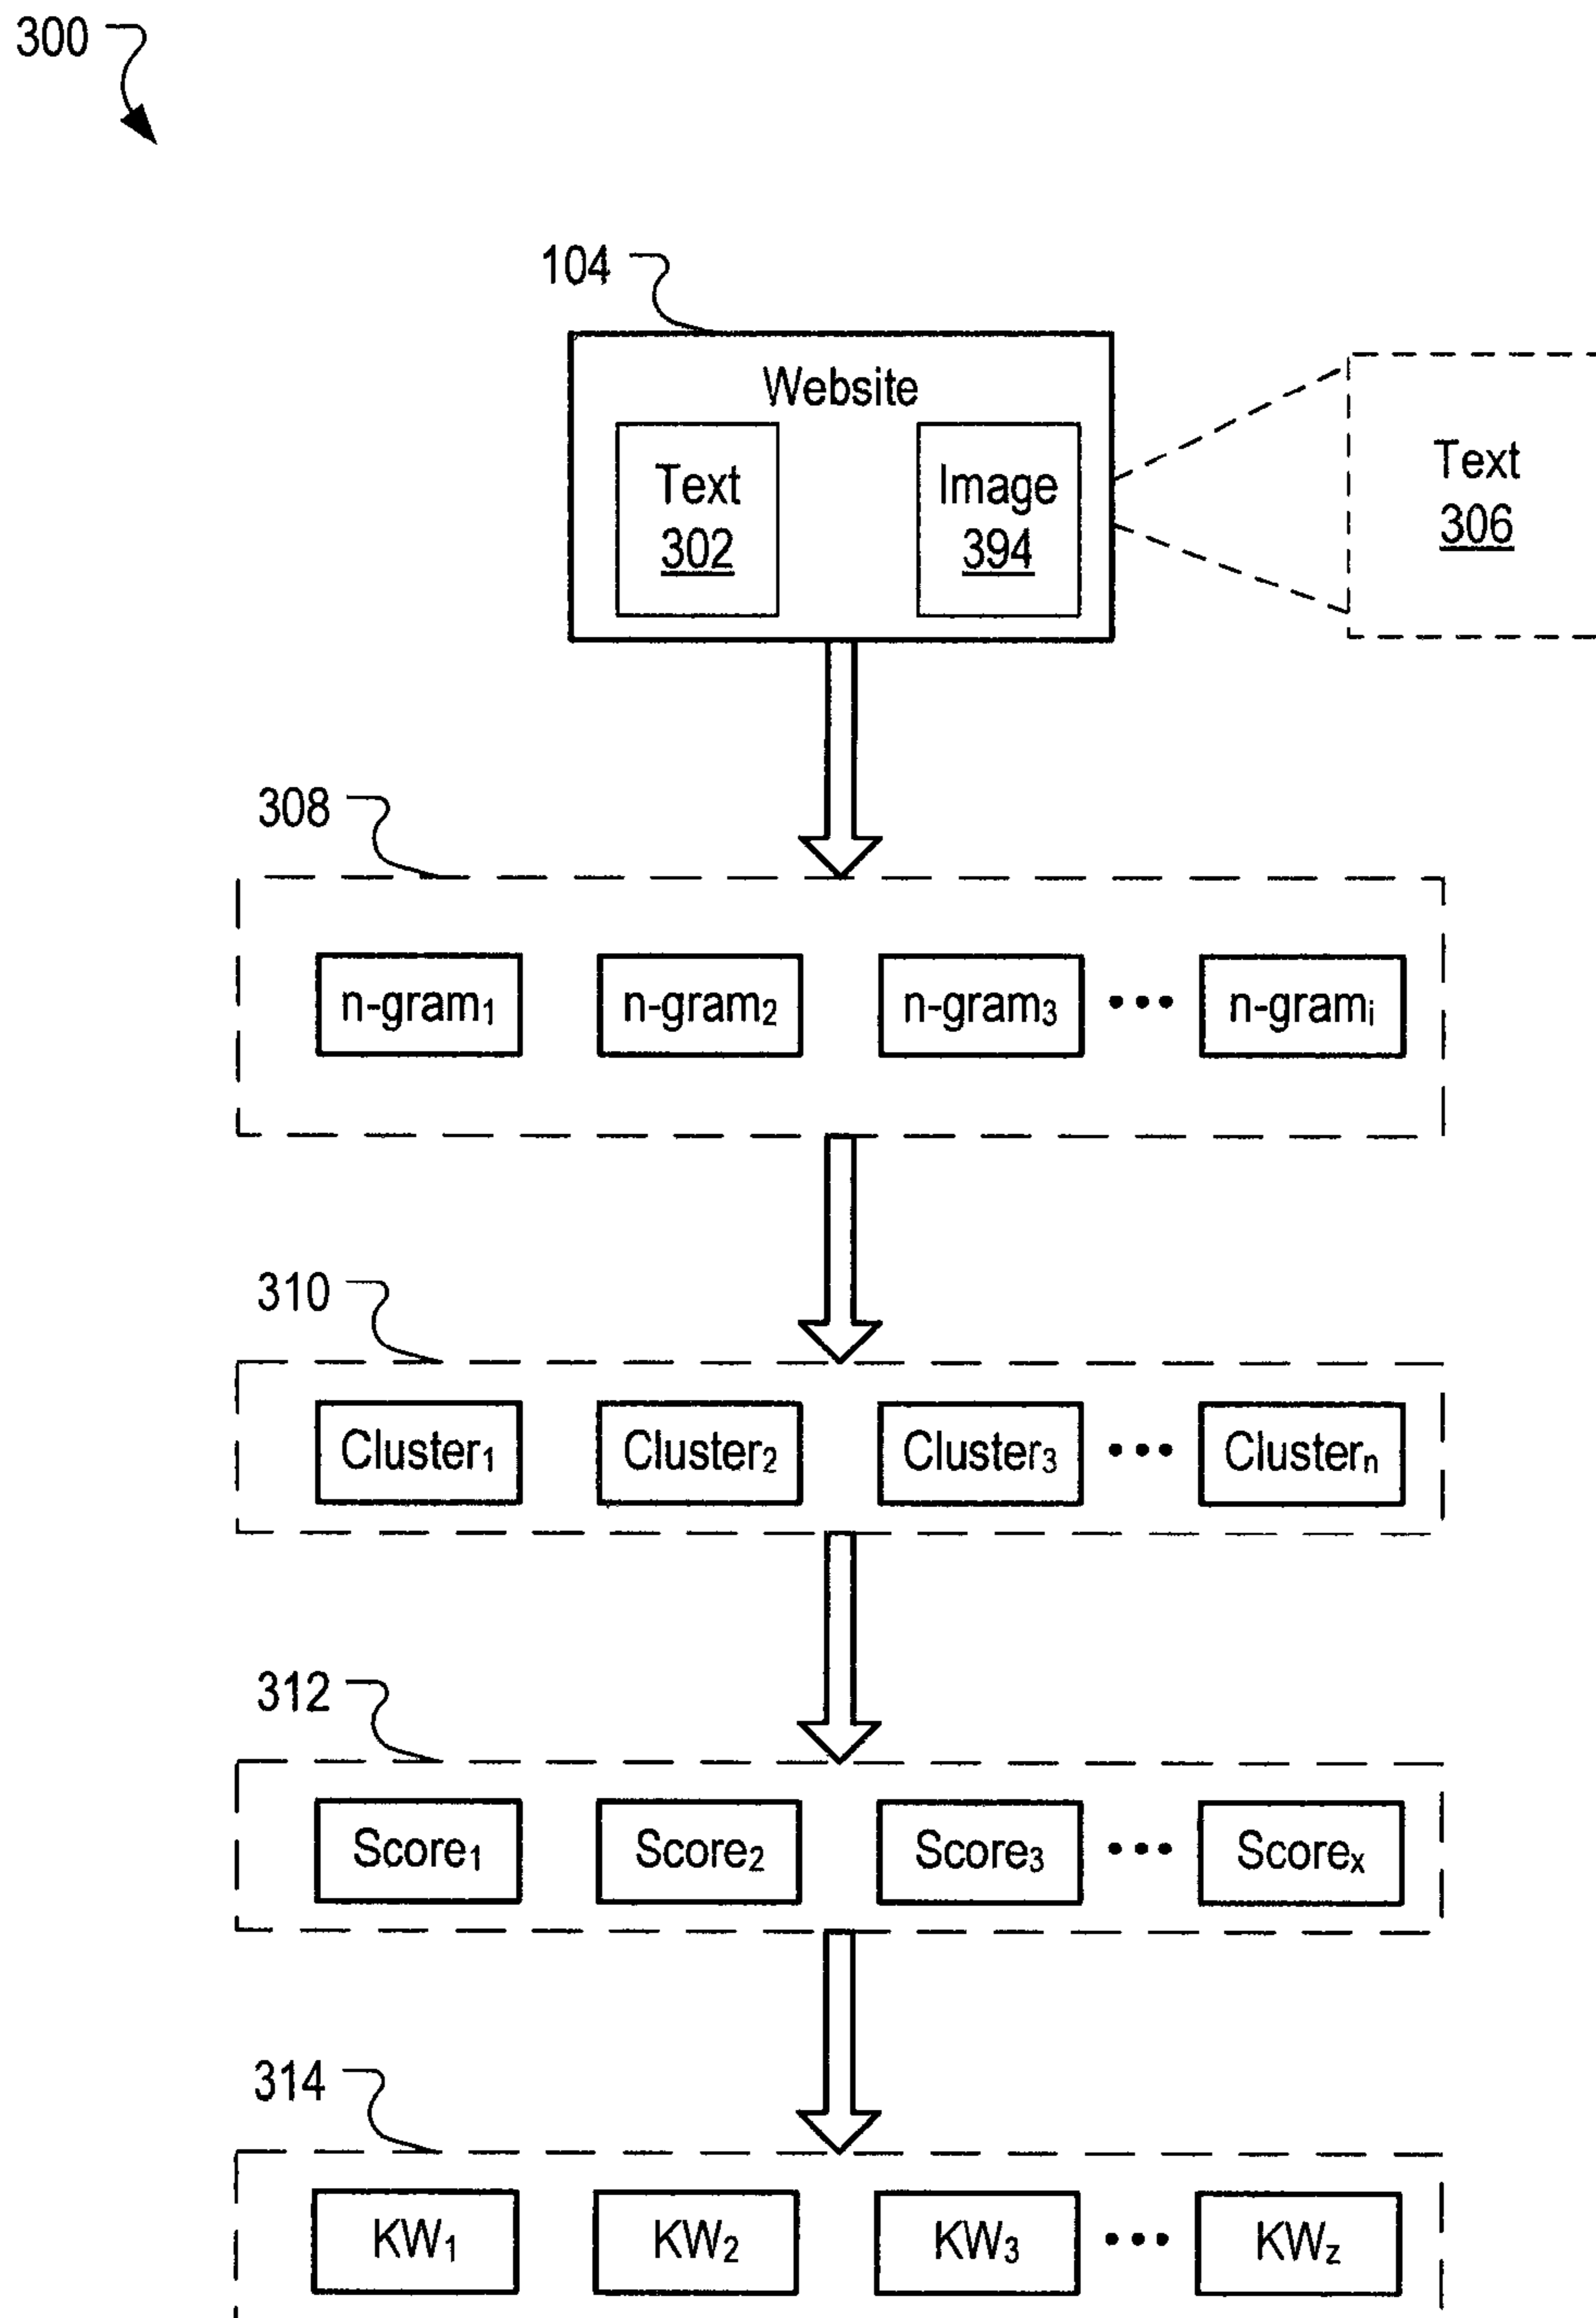 300
104
Website
Text
302
Image
394
Text
306
308
n-gram₁ n-gram₂ n-gram₃ ••• n-gramᵢ
310
Cluster₁ Cluster₂ Cluster₃ ••• Clusterₙ
312
Score₁ Score₂ Score₃ ••• Scoreₓ
314
KW₁ KW₂ KW₃ ••• KW_z